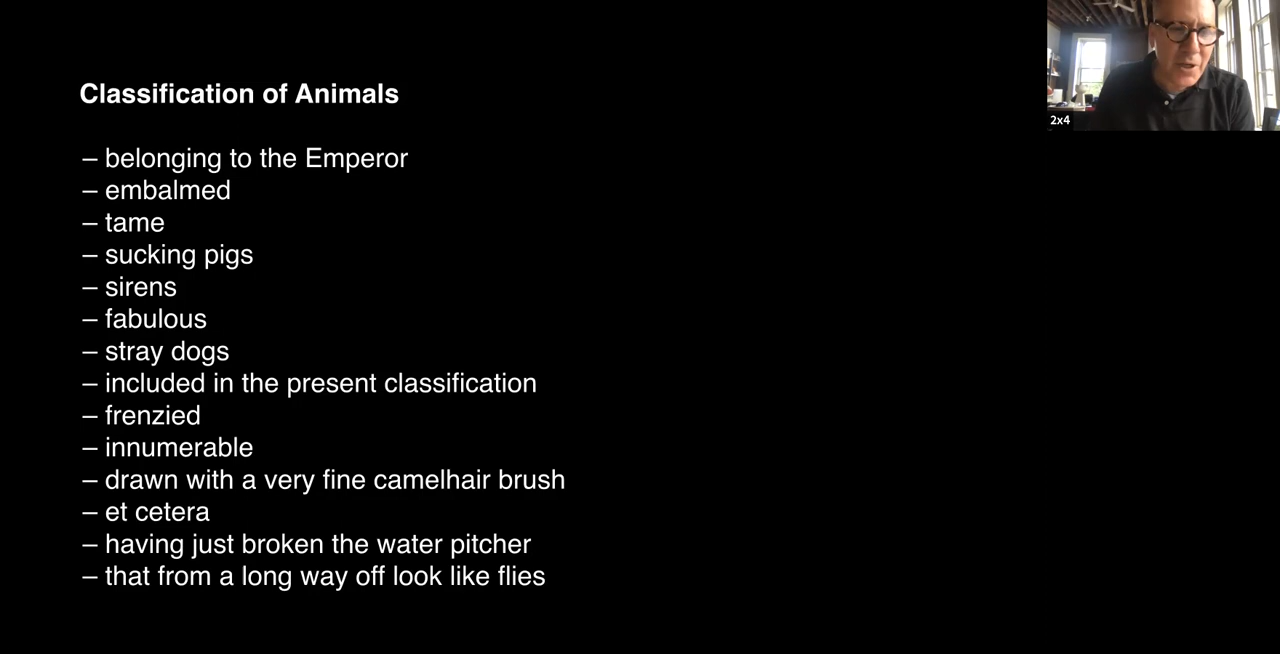 Classification of Animals
– belonging to the Emperor
– embalmed
– tame
– sucking pigs
– sirens
– fabulous
– stray dogs
– included in the present classification
– frenzied
– innumerable
– drawn with a very fine camelhair brush
– et cetera
– having just broken the water pitcher
– that from a long way off look like flies
2x4